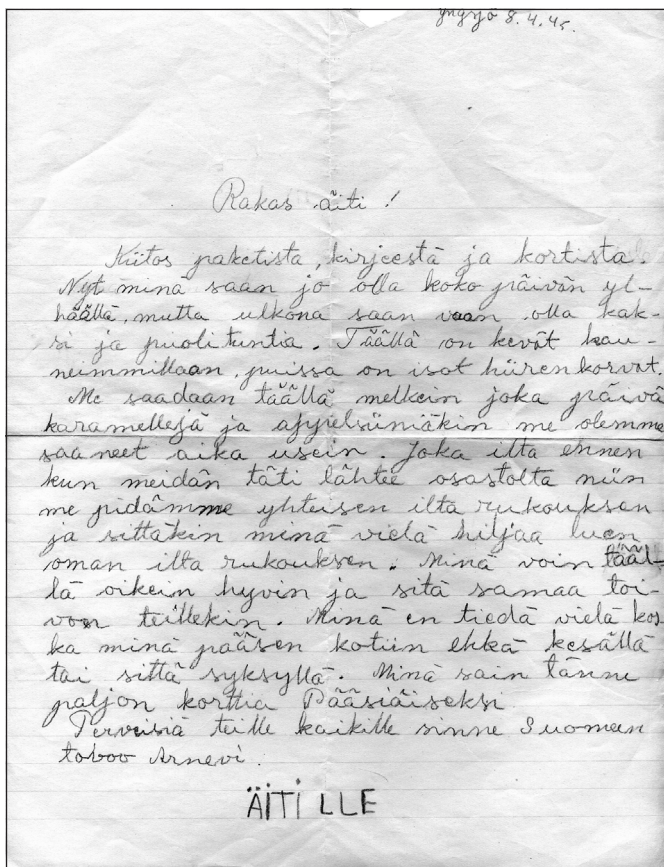 yngsjö 8.4.45.
Rakas äiti!
Kiitos paketista, kirjeestä ja kortista.
Nyt minä saan jo olla koko päivän yl-
häällä, mutta ulkona saan vaan olla kak-
si ja puolituntia. Täällä on kevät kau-
neimmillaan, puissa on isot hiirenkorvat.
Me saadaan täällä melkein joka päivä
karamellejä ja appelsiiniäkin me olemme
saaneet aika usein. Joka ilta ennen
kun meidän täti lähtee osastolta niin
me pidämme yhteisen ilta rukouksen
ja sittäkin minä vielä hiljaa luen
oman ilta rukouksen. Minä voin tääl-
lä oikein hyvin ja sitä samaa toi-
von teillekin. Minä en tiedä vielä kos-
ka minä pääsen kotiin ehkä kesällä
tai sittä syksyllä. Minä sain tänne
paljon korttia Pääsiäiseksi
Terveisiä teille kaikille sinne Suomeen
toivoo Arnevi.
ÄITILLE